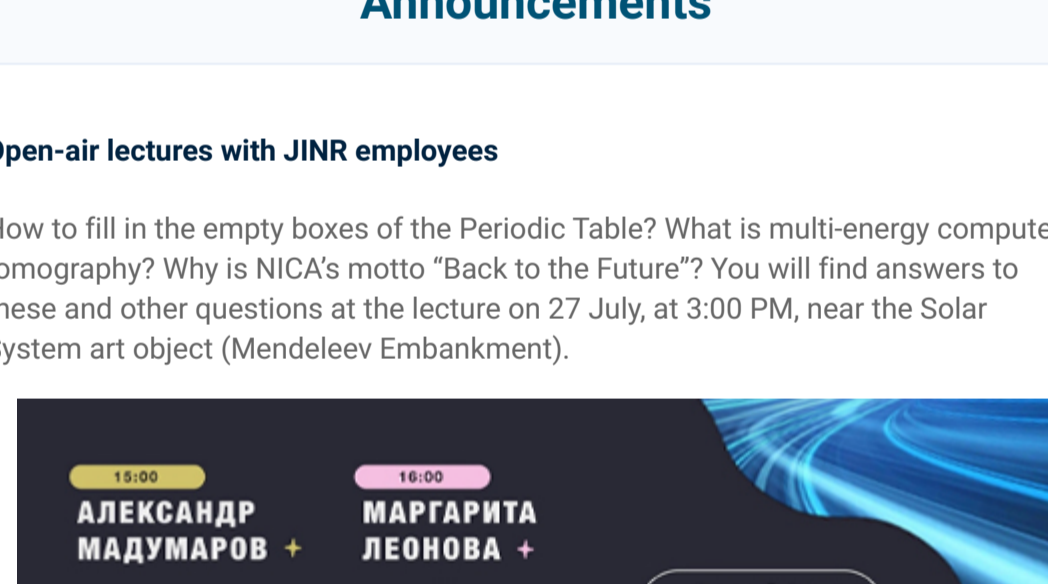 Announcements
Open-air lectures with JINR employees
How to fill in the empty boxes of the Periodic Table? What is multi-energy compute
omography? Why is NICA’s motto “Back to the Future”? You will find answers to
hese and other questions at the lecture on 27 July, at 3:00 PM, near the Solar
System art object (Mendeleev Embankment).
15:00
АЛЕКСАНДР
МАДУМАРОВ +
16:00
МАРГАРИТА
ЛЕОНОВА +